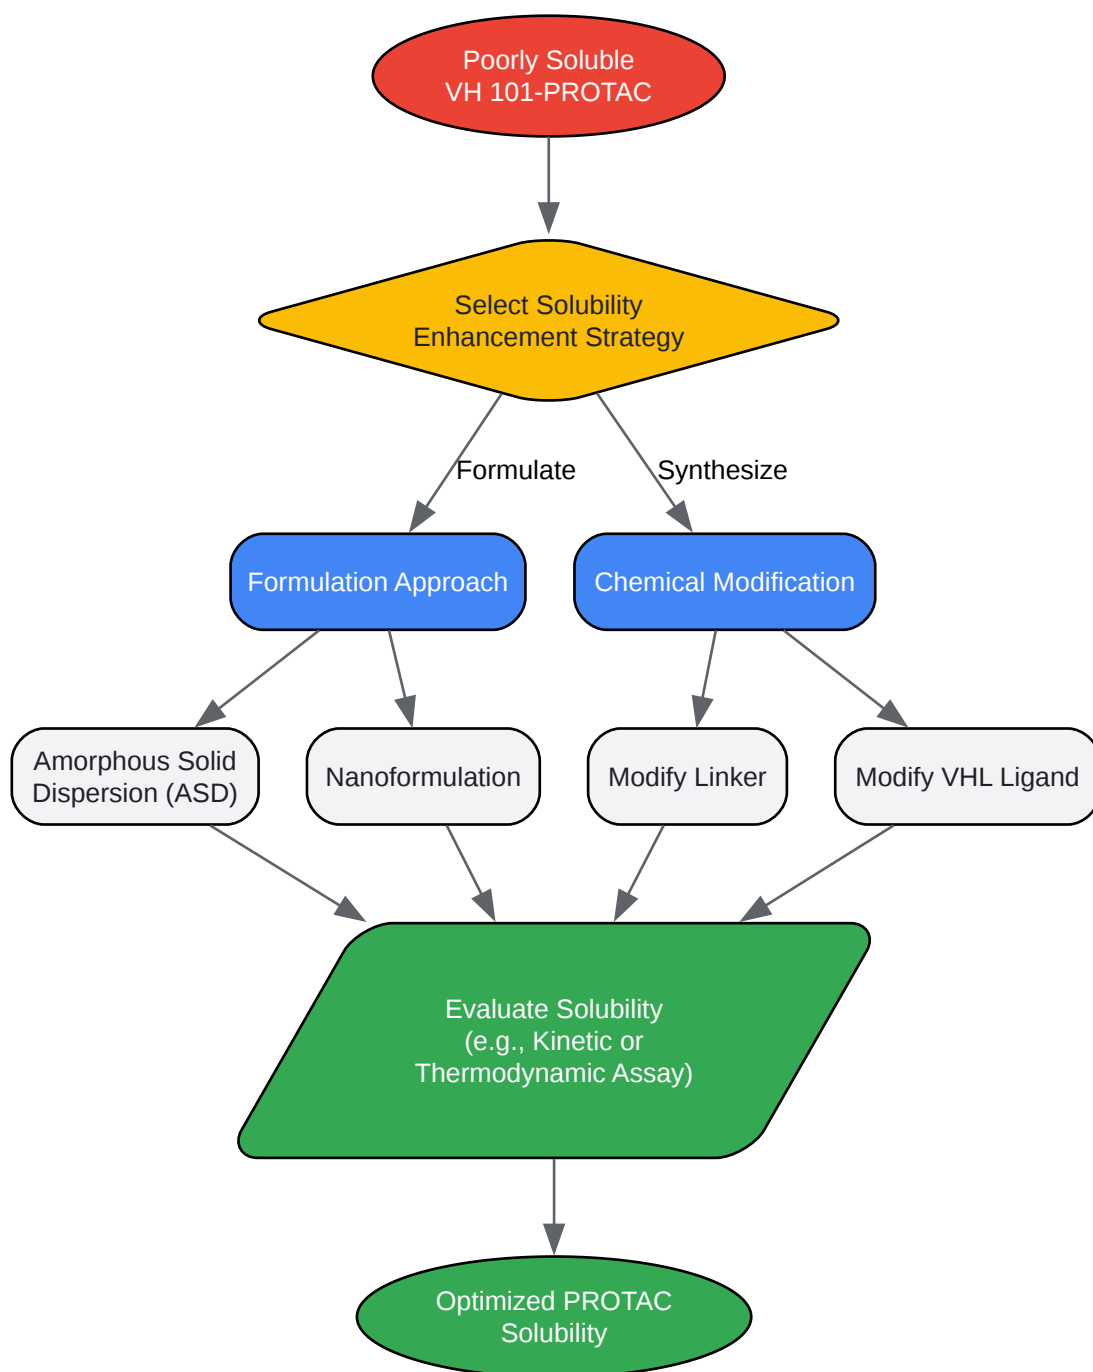 Poorly Soluble
VH 101-PROTAC
Select Solubility
Enhancement Strategy
Formulate
Synthesize
Formulation Approach
Chemical Modification
Amorphous Solid
Dispersion (ASD)
Nanoformulation
Modify Linker
Modify VHL Ligand
Evaluate Solubility
(e.g., Kinetic or
Thermodynamic Assay)
Optimized PROTAC
Solubility